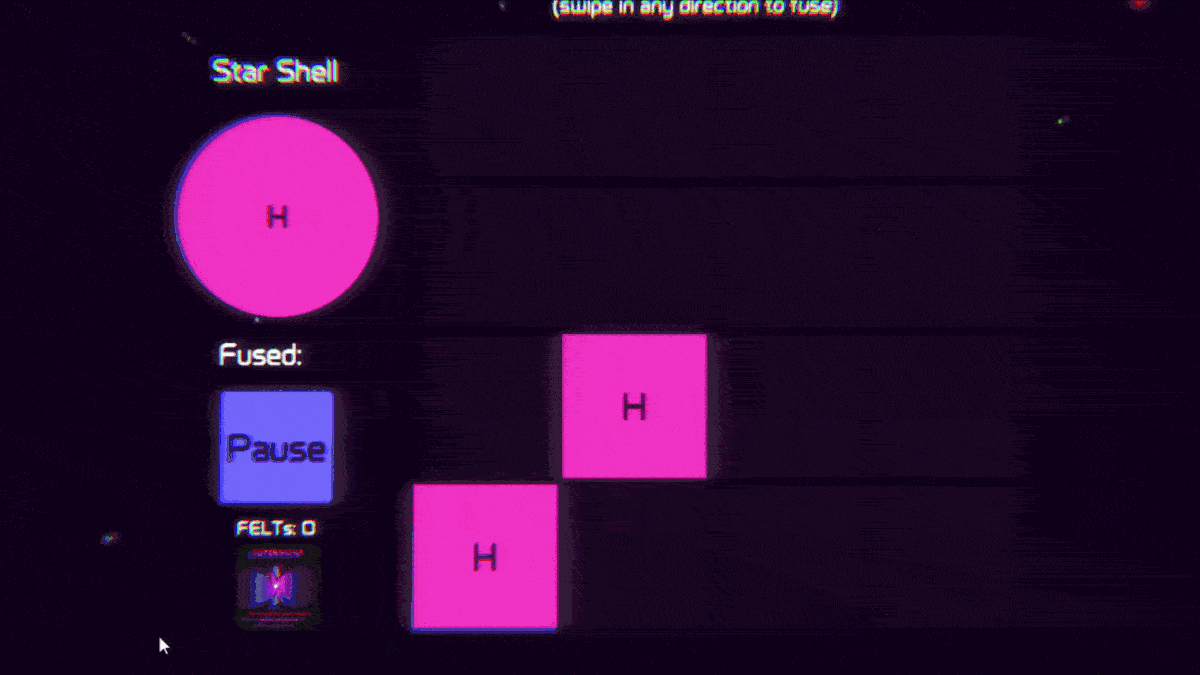 (swipe in any direction to fuse)
Star Shell
H
Fused:
H
Pause
FELTs: 0
H